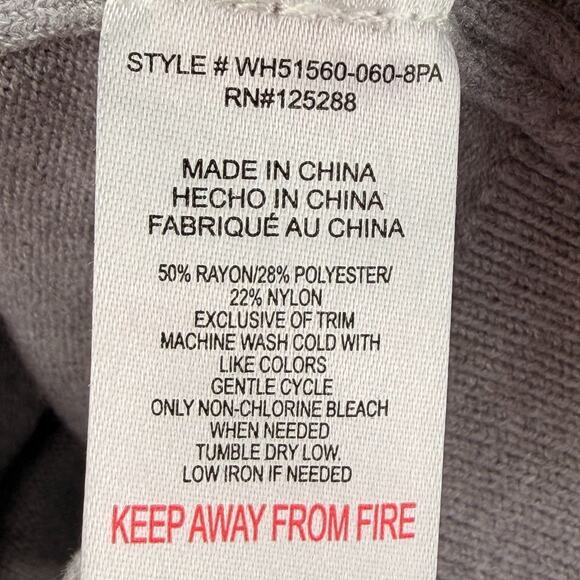 STYLE # WH51560-060-8PA
RN#125288
MADE IN CHINA
HECHO IN CHINA
FABRIQUÉ AU CHINA
50% RAYON/28% POLYESTER/
22% NYLON
EXCLUSIVE OF TRIM
MACHINE WASH COLD WITH
LIKE COLORS
GENTLE CYCLE
ONLY NON-CHLORINE BLEACH
WHEN NEEDED
TUMBLE DRY LOW.
LOW IRON IF NEEDED
KEEP AWAY FROM FIRE